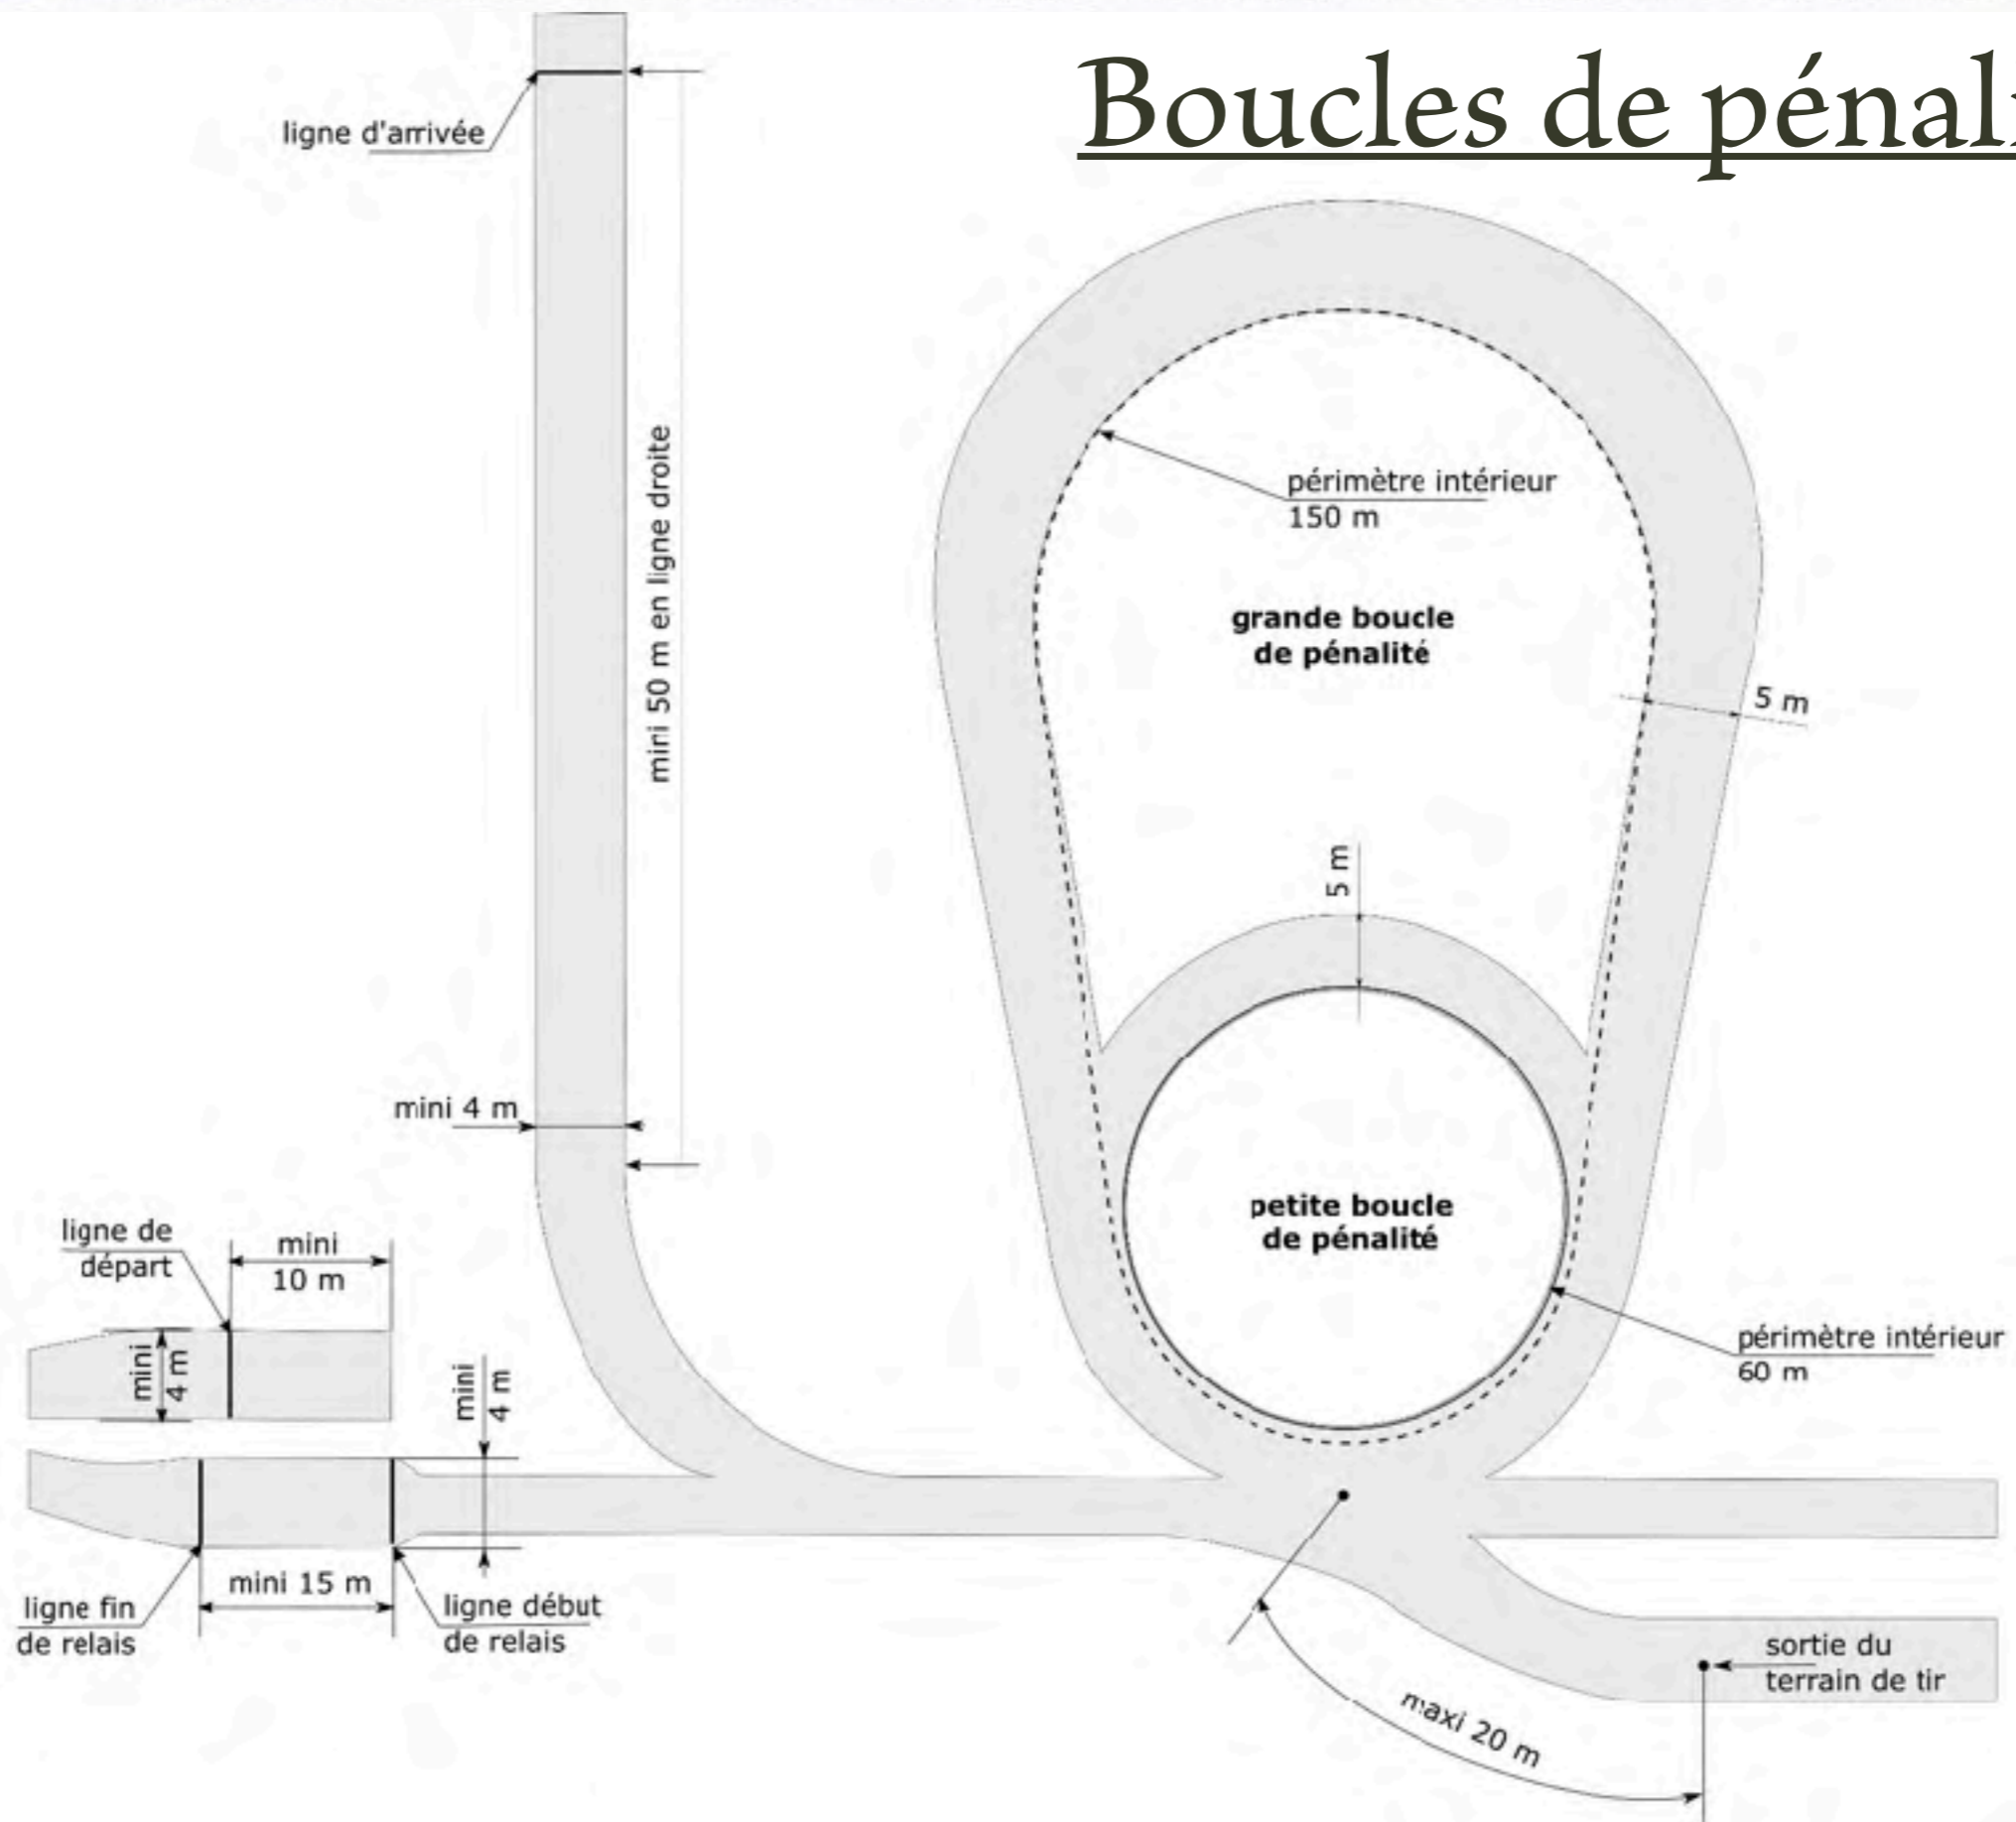 Boucles de pénal
ligne d'arrivée
mini 50 m en ligne droite
périmètre intérieur
150 m
grande boucle
de pénalité
5 m
5 m
mini 4 m
petite boucle
de pénalité
ligne de
départ
mini
10 m
mini
4 m
mini
4 m
périmètre intérieur
60 m
mini 15 m
ligne fin
de relais
ligne début
de relais
sortie du
terrain de tir
maxi 20 m